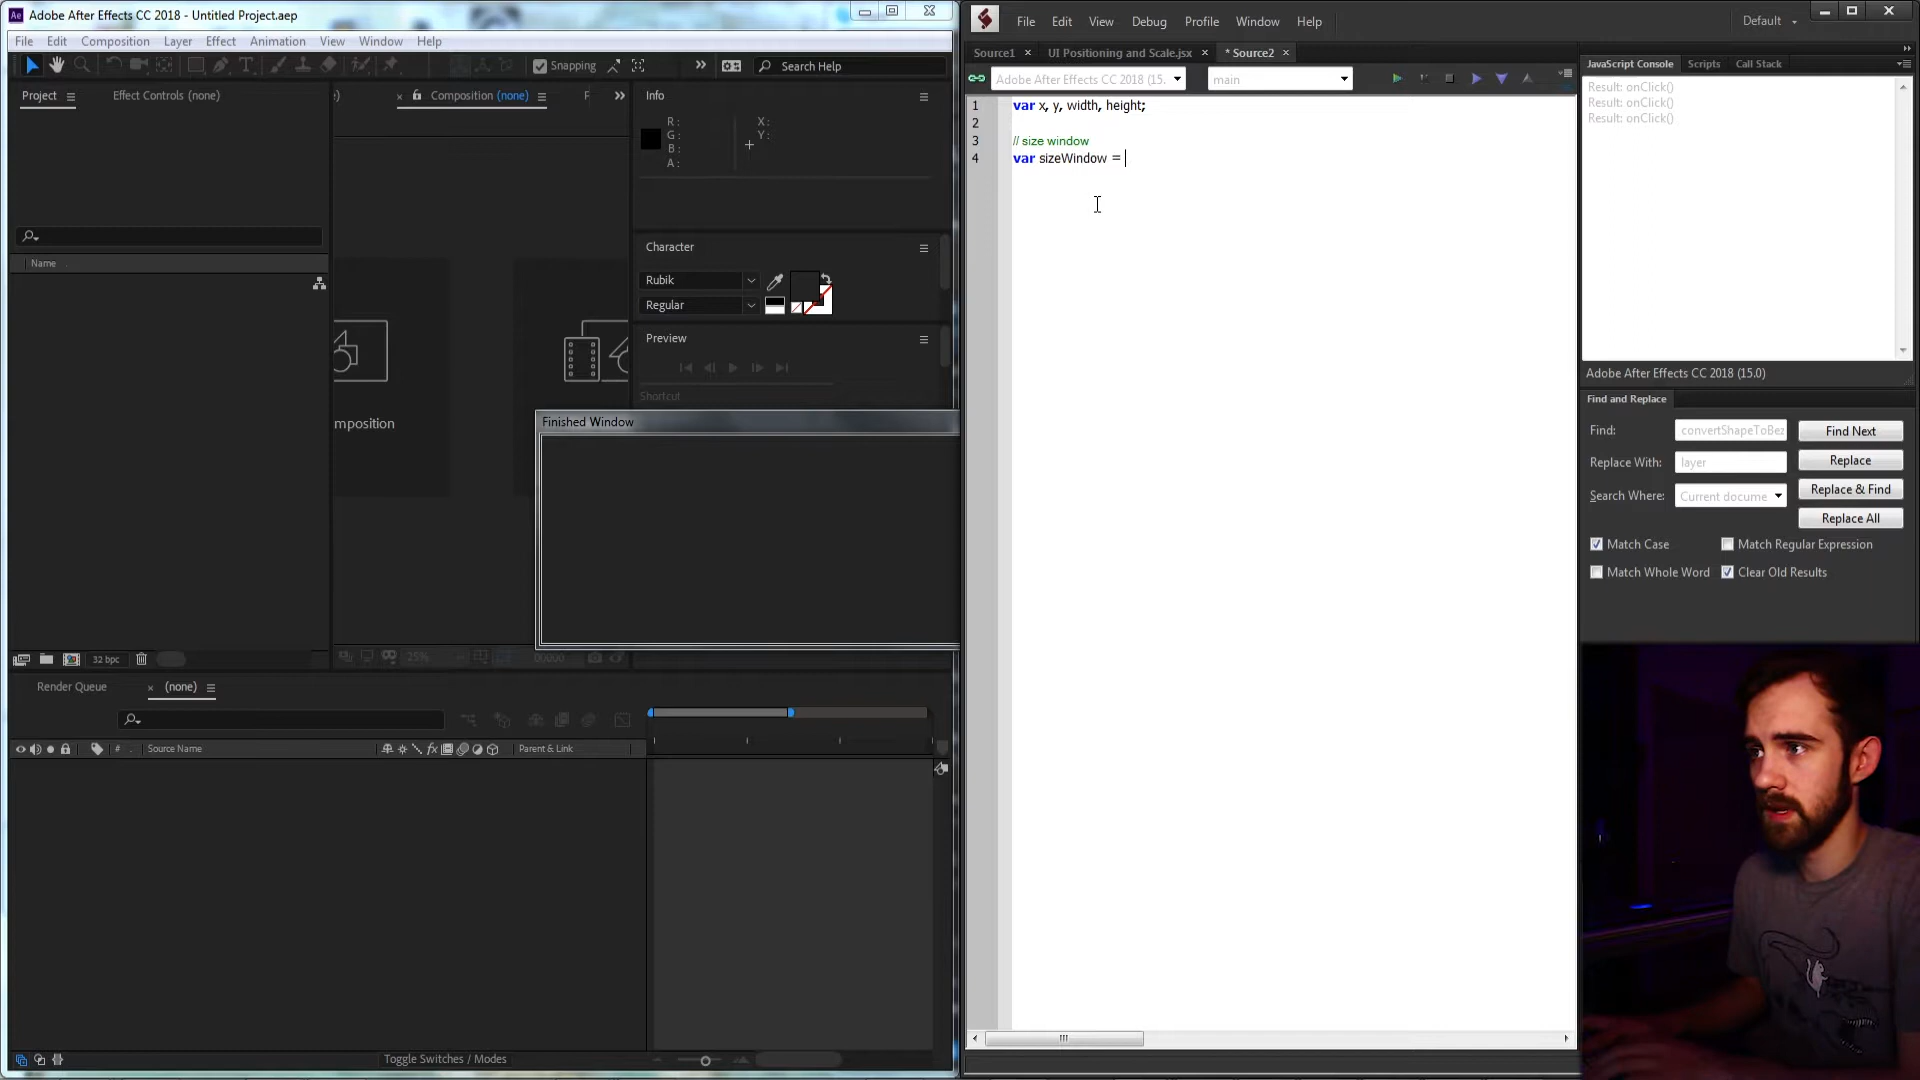 Adobe After Effects CC 2018 - Untitled Project.aep
File Edit Composition Layer Effect Animation View Window Help
Snapping
Search Help
Project
Effect Controls (none)
Composition (none)
F
Info
R:
G:
B:
A:
X:
Y:
Character
Rubik
Regular
Preview
Shortcut
Name
mposition
Finished Window
32 bpc
25%
00000
Render Queue
(none)
#
Source Name
Parent & Link
Toggle Switches / Modes
File Edit View Debug Profile Window Help
Default
Source1
UI Positioning and Scale.jsx
* Source2
Adobe After Effects CC 2018 (15.
main
1 var x, y, width, height;
2
3 // size window
4 var sizeWindow =
JavaScript Console
Call Stack
Result: onClick()
Result: onClick()
Result: onClick()
Adobe After Effects CC 2018 (15.0)
Find and Replace
Find:
convertShapeToBez
Find Next
Replace With:
layer
Replace
Search Where:
Current docume
Replace & Find
Replace All
Match Case
Match Regular Expression
Match Whole Word
Clear Old Results